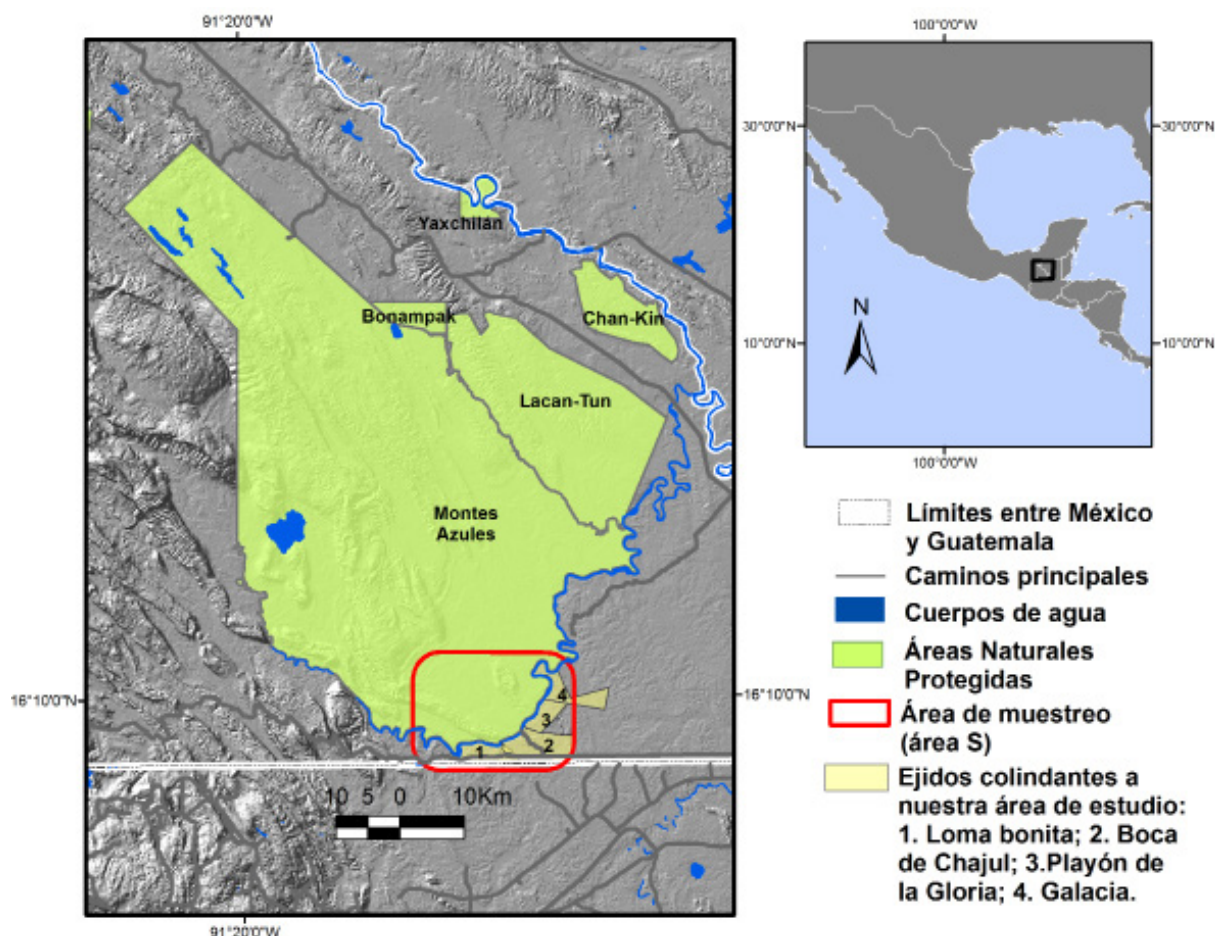 91°20'0"W
Yaxchilán
Bonampak
Chan-Kin
Lacan-Tun
Montes
Azules
16°10'0"N
16°10'0"N
4
3
2
1
10 5 0 10Km
91°20'0"W
100°0'0"W
30°0'0"N
30°0'0"N
N
10°0'0"N
10°0'0"N
100°0'0"W
Límites entre México
y Guatemala
Caminos principales
Cuerpos de agua
Áreas Naturales
Protegidas
Área de muestreo
(área S)
Ejidos colindantes a
nuestra área de estudio:
1. Loma bonita; 2. Boca
de Chajul; 3.Playón de
la Gloria; 4. Galacia.